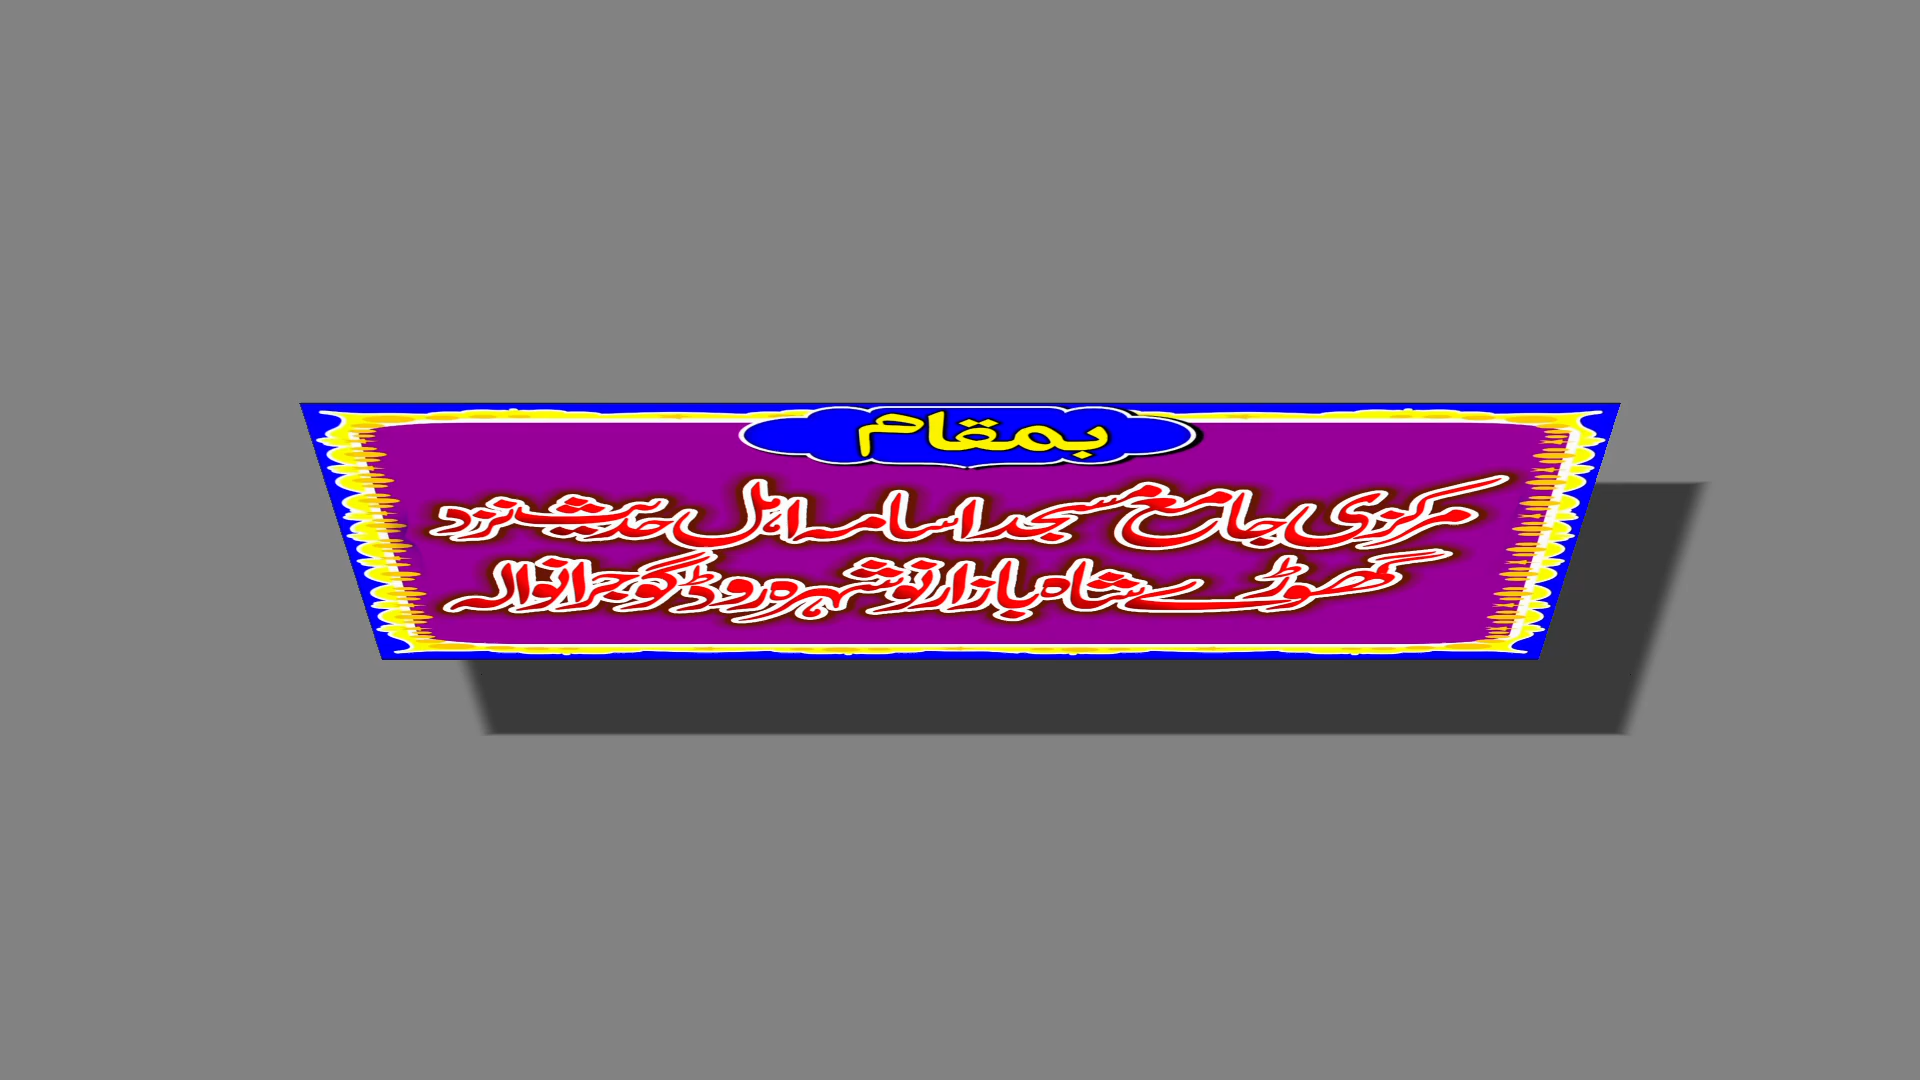 بمقام
مرکزی جامع مسجد اسامہ اہل حدیث نزد
گھوڑے شاہ بازار نوشہرہ روڈ گوجرانوالہ